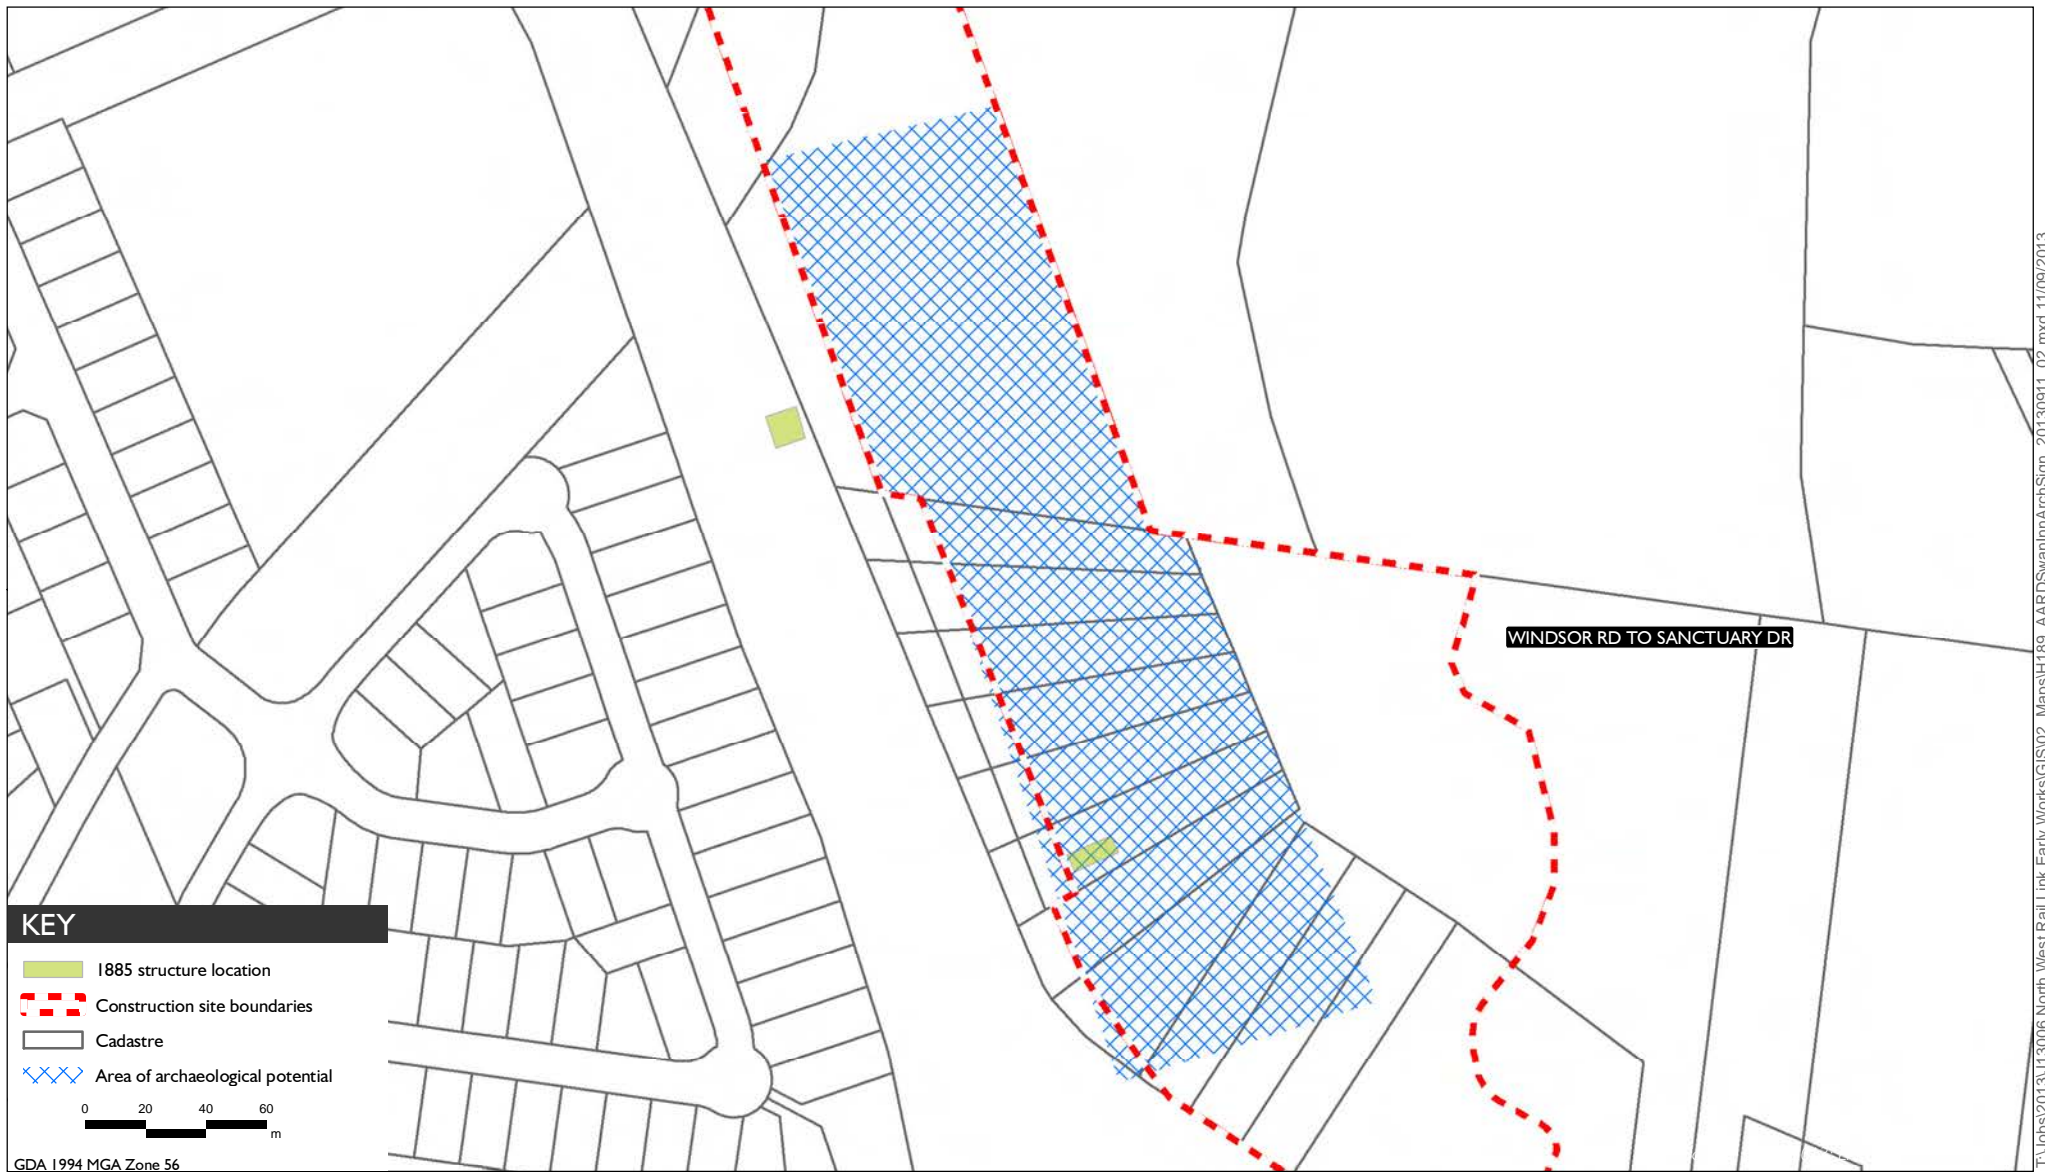 WINDSOR RD TO SANCTUARY DR
KEY
1885 structure location
Construction site boundaries
Cadastre
Area of archaeological potential
0 20 40 60
m
GDA 1994 MGA Zone 56